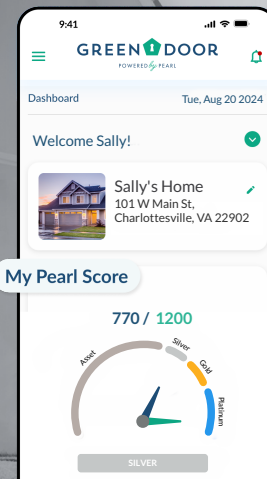 9:41
GREEN DOOR
POWERED by PEARL
Dashboard
Tue, Aug 20 2024
Welcome Sally!
Sally's Home
101 W Main St,
Charlottesville, VA 22902
My Pearl Score
770 / 1200
Asset
Silver
Gold
Platinum
SILVER